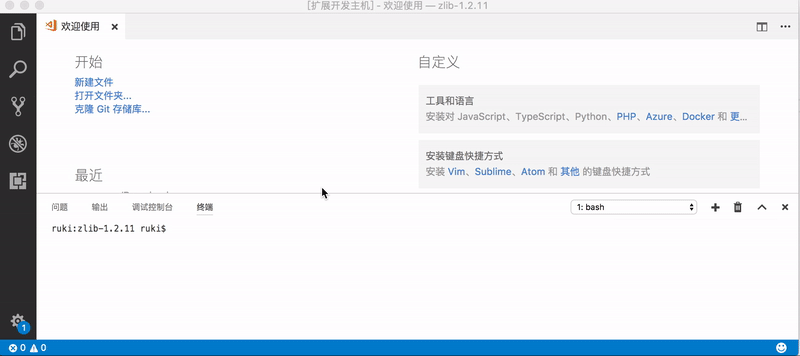 [扩展开发主机] - 欢迎使用 — zlib-1.2.11
欢迎使用
开始
新建文件
打开文件夹...
克隆 Git 存储库...
最近
自定义
工具和语言
安装对 JavaScript、TypeScript、Python、PHP、Azure、Docker 和 更...
安装键盘快捷方式
安装 Vim、Sublime、Atom 和 其他 的键盘快捷方式
问题 输出 调试控制台 终端 1: bash
ruki:zlib-1.2.11 ruki$
1
0 0